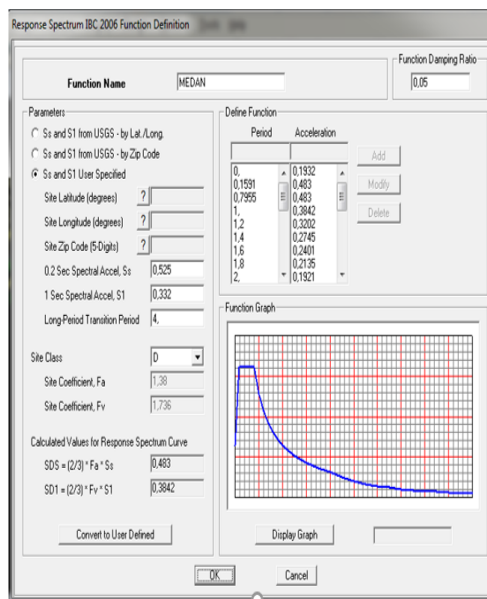 Response Spectrum IBC 2006 Function Definition
Function Damping Ratio
Function Name
MEDAN
0,05
Parameters
Ss and S1 from USGS - by Lat./Long.
Ss and S1 from USGS - by Zip Code
Ss and S1 User Specified
Site Latitude (degrees)
?
Site Longitude (degrees)
?
Site Zip Code (5-Digits)
?
0.2 Sec Spectral Accel, Ss
0,525
1 Sec Spectral Accel, S1
0,332
Long-Period Transition Period
4,
Site Class
D
Site Coefficient, Fa
1,38
Site Coefficient, Fv
1,736
Calculated Values for Response Spectrum Curve
SDS = (2/3) * Fa * Ss
0,483
SD1 = (2/3) * Fv * S1
0,3842
Convert to User Defined
Define Function
Period Acceleration
0, 0,1932
0,1591 0,483
0,7955 0,483
1, 0,3842
1,2 0,3202
1,4 0,2745
1,6 0,2401
1,8 0,2135
2, 0,1921
Add
Modify
Delete
Function Graph
Display Graph
OK
Cancel